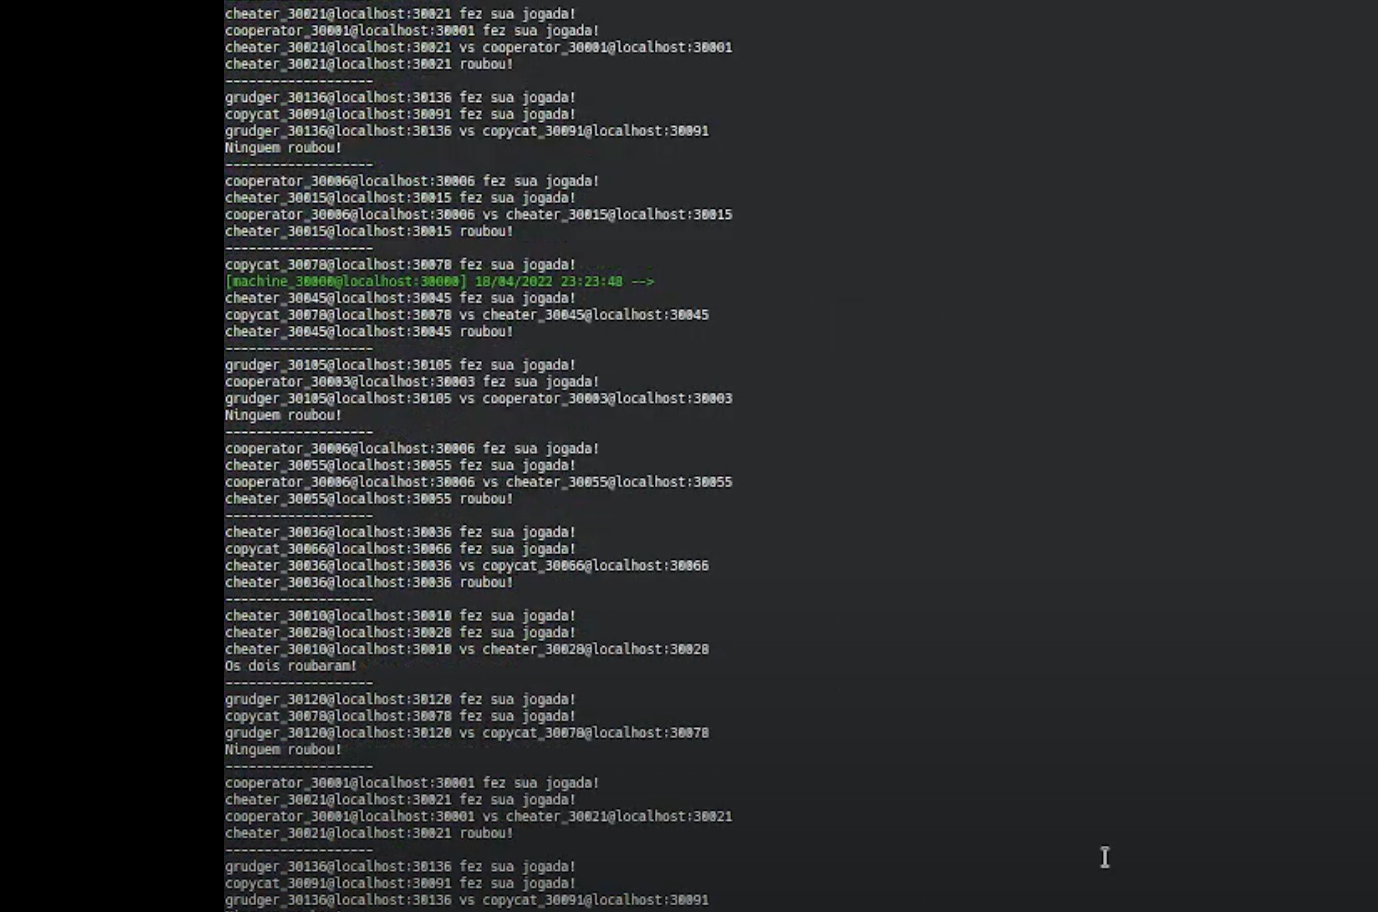 cheater_30021@localhost:30021 fez sua jogada!
cooperator_30001@localhost:30001 fez sua jogada!
cheater_30021@localhost:30021 vs cooperator_30001@localhost:30001
cheater_30021@localhost:30021 roubou!
-------------------
grudger_30136@localhost:30136 fez sua jogada!
copycat_30091@localhost:30091 fez sua jogada!
grudger_30136@localhost:30136 vs copycat_30091@localhost:30091
Ninguem roubou!
-------------------
cooperator_30006@localhost:30006 fez sua jogada!
cheater_30015@localhost:30015 fez sua jogada!
cooperator_30006@localhost:30006 vs cheater_30015@localhost:30015
cheater_30015@localhost:30015 roubou!
-------------------
copycat_30078@localhost:30078 fez sua jogada!
[machine_30000@localhost:30000] 18/04/2022 23:23:48 -->
cheater_30045@localhost:30045 fez sua jogada!
copycat_30078@localhost:30078 vs cheater_30045@localhost:30045
cheater_30045@localhost:30045 roubou!
-------------------
grudger_30105@localhost:30105 fez sua jogada!
cooperator_30003@localhost:30003 fez sua jogada!
grudger_30105@localhost:30105 vs cooperator_30003@localhost:30003
Ninguem roubou!
-------------------
cooperator_30006@localhost:30006 fez sua jogada!
cheater_30055@localhost:30055 fez sua jogada!
cooperator_30006@localhost:30006 vs cheater_30055@localhost:30055
cheater_30055@localhost:30055 roubou!
-------------------
cheater_30036@localhost:30036 fez sua jogada!
copycat_30066@localhost:30066 fez sua jogada!
cheater_30036@localhost:30036 vs copycat_30066@localhost:30066
cheater_30036@localhost:30036 roubou!
-------------------
cheater_30010@localhost:30010 fez sua jogada!
cheater_30028@localhost:30028 fez sua jogada!
cheater_30010@localhost:30010 vs cheater_30028@localhost:30028
Os dois roubaram!
-------------------
grudger_30120@localhost:30120 fez sua jogada!
copycat_30078@localhost:30078 fez sua jogada!
grudger_30120@localhost:30120 vs copycat_30078@localhost:30078
Ninguem roubou!
-------------------
cooperator_30001@localhost:30001 fez sua jogada!
cheater_30021@localhost:30021 fez sua jogada!
cooperator_30001@localhost:30001 vs cheater_30021@localhost:30021
cheater_30021@localhost:30021 roubou!
-------------------
grudger_30136@localhost:30136 fez sua jogada!
copycat_30091@localhost:30091 fez sua jogada!
grudger_30136@localhost:30136 vs copycat_30091@localhost:30091